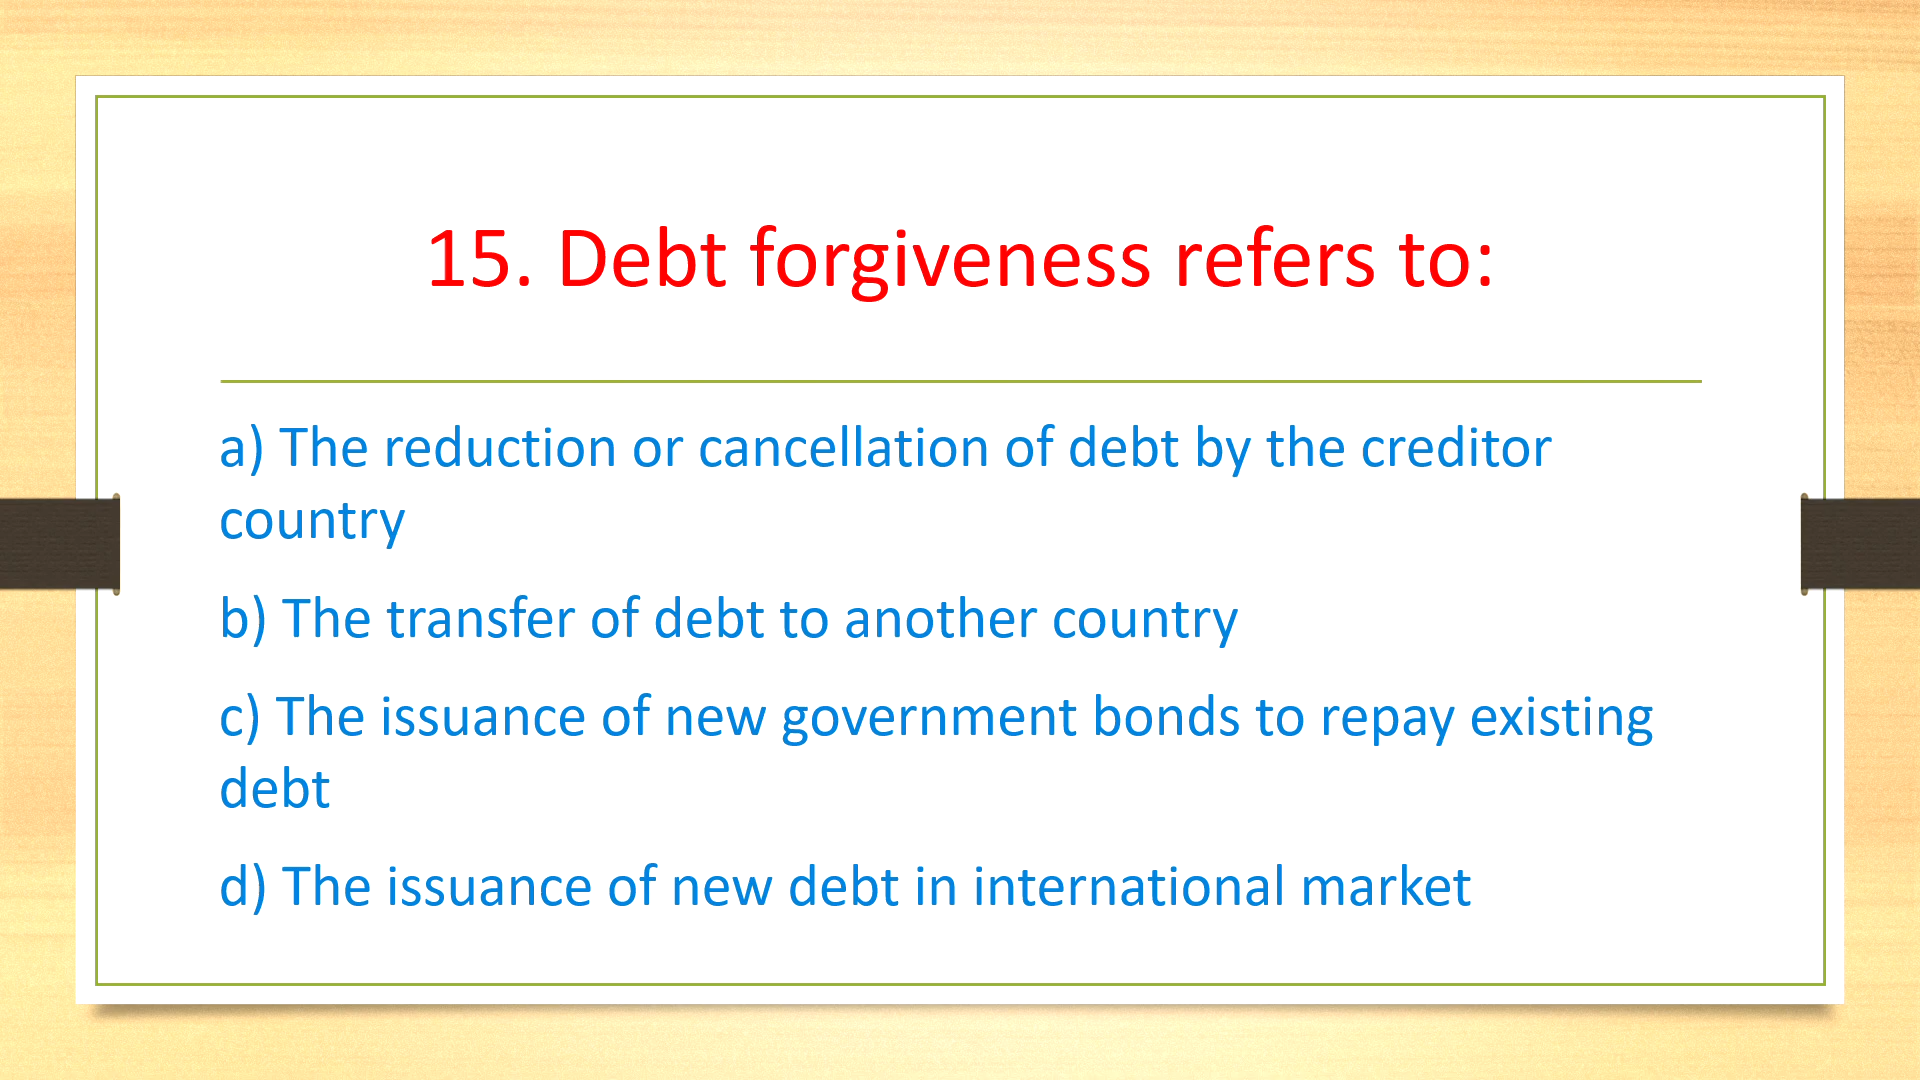 15. Debt forgiveness refers to:
a) The reduction or cancellation of debt by the creditor
country
b) The transfer of debt to another country
c) The issuance of new government bonds to repay existing
debt
d) The issuance of new debt in international market